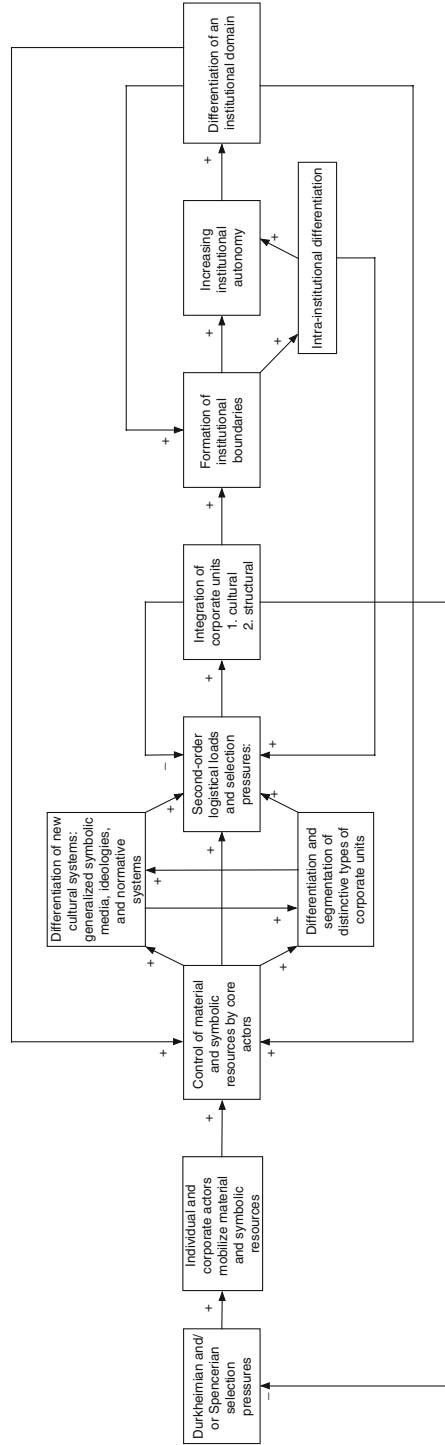 Durkheimian and/
or Spencerian
selection
pressures
+
−
Individual and
corporate actors
mobilize material
and symbolic
resources
+
Control of material
and symbolic
resources by core
actors
+
+
+
+
+
Differentiation of new
cultural systems:
generalized symbolic
media, ideologies,
and normative
systems
+
+
+
Differentiation and
segmentation of
distinctive types of
corporate units
+
Second-order
logistical loads
and selection
pressures:
−
+
+
Integration of
corporate units
1. cultural
2. structural
+
Formation of
institutional
boundaries
+
+
+
Increasing
institutional
autonomy
+
+
Intra-institutional differentiation
Differentiation of an
institutional domain